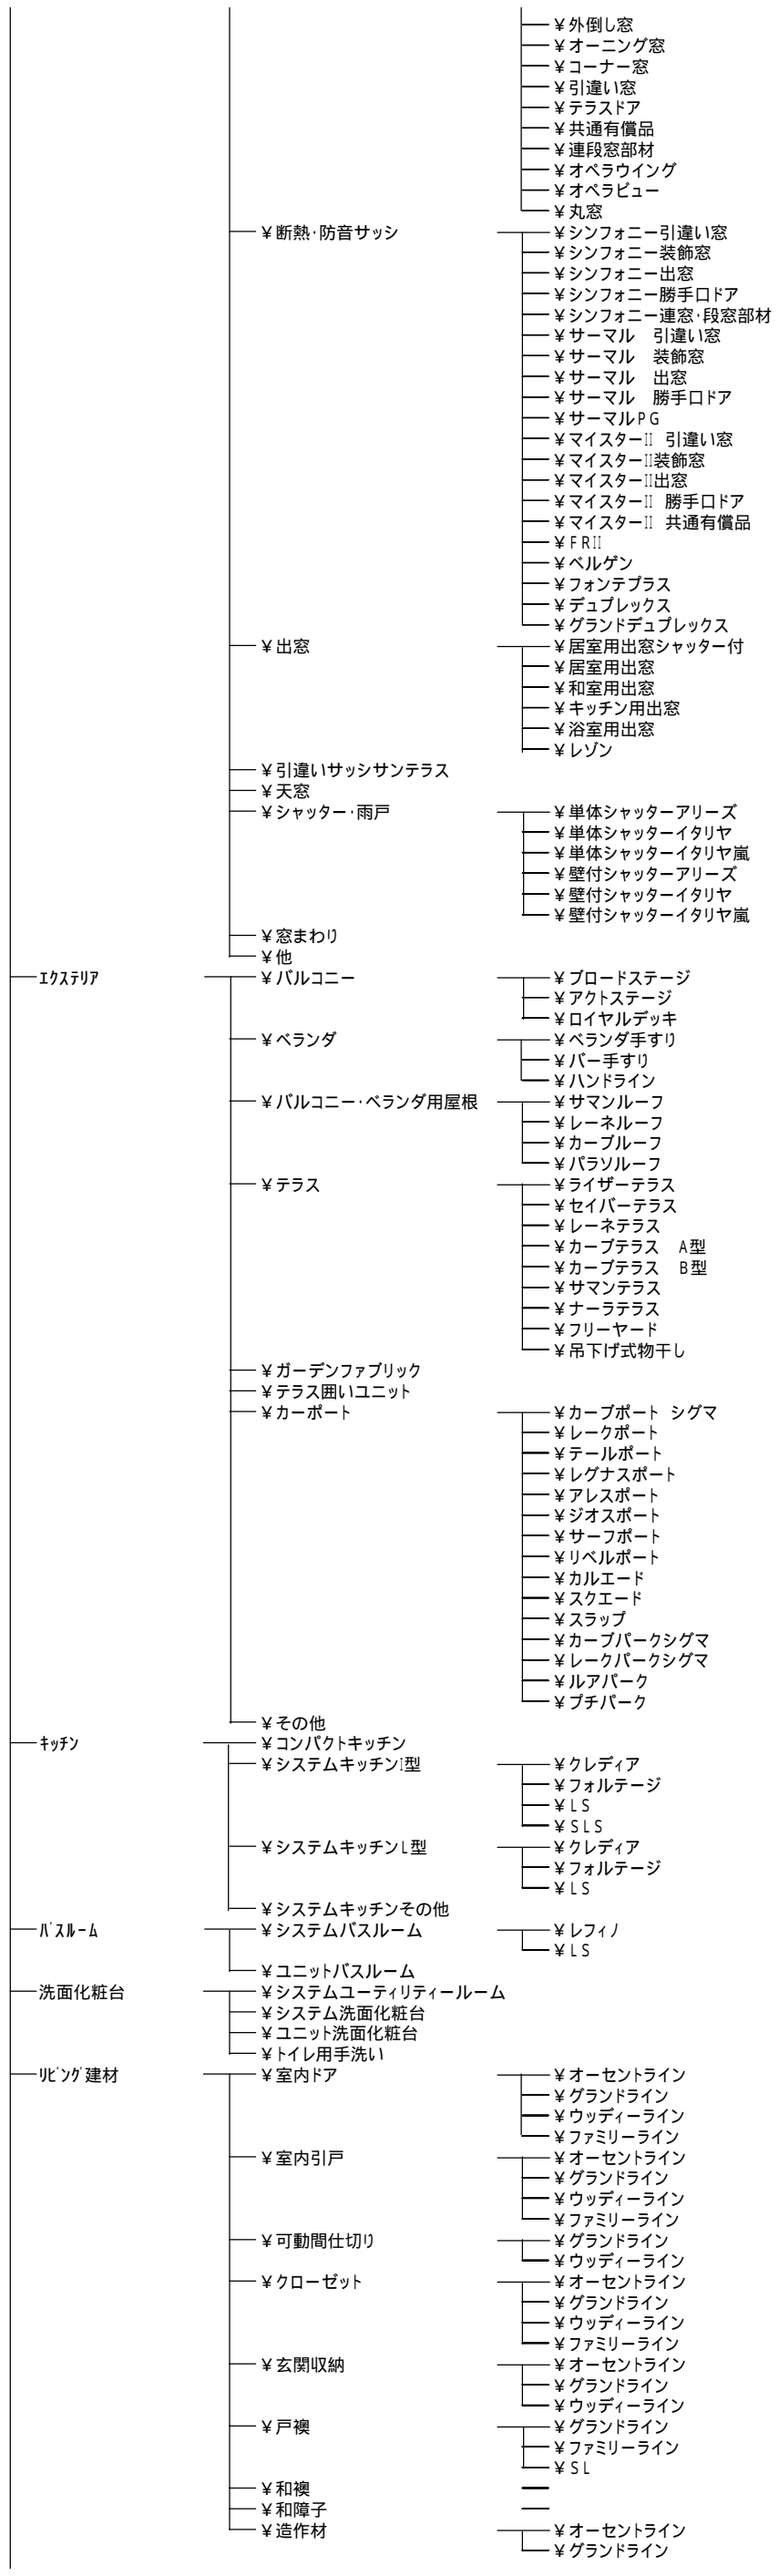 ￥外倒し窓
￥オーニング窓
￥コーナー窓
￥引違い窓
￥テラスドア
￥共通有償品
￥連段窓部材
￥オペラウイング
￥オペラビュー
￥丸窓
￥断熱･防音サッシ ￥シンフォニー引違い窓
￥シンフォニー装飾窓
￥シンフォニー出窓
￥シンフォニー勝手口ドア
￥シンフォニー連窓･段窓部材
￥サーマル　引違い窓
￥サーマル　装飾窓
￥サーマル　出窓
￥サーマル　勝手口ドア
￥サーマルPG
￥マイスターⅡ 引違い窓
￥マイスターⅡ装飾窓
￥マイスターⅡ出窓
￥マイスターⅡ 勝手口ドア
￥マイスターⅡ 共通有償品
￥FRⅡ
￥ベルゲン
￥フォンテプラス
￥デュプレックス
￥グランドデュプレックス
￥出窓 ￥居室用出窓シャッター付
￥居室用出窓
￥和室用出窓
￥キッチン用出窓
￥浴室用出窓
￥レゾン
￥引違いサッシサンテラス
￥天窓
￥シャッター･雨戸 ￥単体シャッターアリーズ
￥単体シャッターイタリヤ
￥単体シャッターイタリヤ嵐
￥壁付シャッターアリーズ
￥壁付シャッターイタリヤ
￥壁付シャッターイタリヤ嵐
￥窓まわり
￥他
ｴｸｽﾃﾘｱ ￥バルコニー ￥ブロードステージ
￥アクトステージ
￥ロイヤルデッキ
￥ベランダ ￥ベランダ手すり
￥バー手すり
￥ハンドライン
￥バルコニー･ベランダ用屋根 ￥サマンルーフ
￥レーネルーフ
￥カーブルーフ
￥パラソルーフ
￥テラス ￥ライザーテラス
￥セイバーテラス
￥レーネテラス
￥カーブテラス　A型
￥カーブテラス　B型
￥サマンテラス
￥ナーラテラス
￥フリーヤード
￥吊下げ式物干し
￥ガーデンファブリック
￥テラス囲いユニット
￥カーポート ￥カーブポート シグマ
￥レークポート
￥テールポート
￥レグナスポート
￥アレスポート
￥ジオスポート
￥サーフポート
￥リベルポート
￥カルエード
￥スクエード
￥スラップ
￥カーブパークシグマ
￥レークパークシグマ
￥ルアパーク
￥プチパーク
￥その他
ｷｯﾁﾝ ￥コンパクトキッチン
￥システムキッチンI型 ￥クレディア
￥フォルテージ
￥LS
￥SLS
￥システムキッチンL型 ￥クレディア
￥フォルテージ
￥LS
￥システムキッチンその他
ﾊﾞｽﾙｰﾑ ￥システムバスルーム ￥レフィノ
￥LS
￥ユニットバスルーム
洗面化粧台 ￥システムユーティリティールーム
￥システム洗面化粧台
￥ユニット洗面化粧台
￥トイレ用手洗い
ﾘﾋﾞﾝｸﾞ建材 ￥室内ドア ￥オーセントライン
￥グランドライン
￥ウッディーライン
￥ファミリーライン
￥室内引戸 ￥オーセントライン
￥グランドライン
￥ウッディーライン
￥ファミリーライン
￥可動間仕切り ￥グランドライン
￥ウッディーライン
￥クローゼット ￥オーセントライン
￥グランドライン
￥ウッディーライン
￥ファミリーライン
￥玄関収納 ￥オーセントライン
￥グランドライン
￥ウッディーライン
￥戸襖 ￥グランドライン
￥ファミリーライン
￥SL
￥和襖
￥和障子
￥造作材 ￥オーセントライン
￥グランドライン